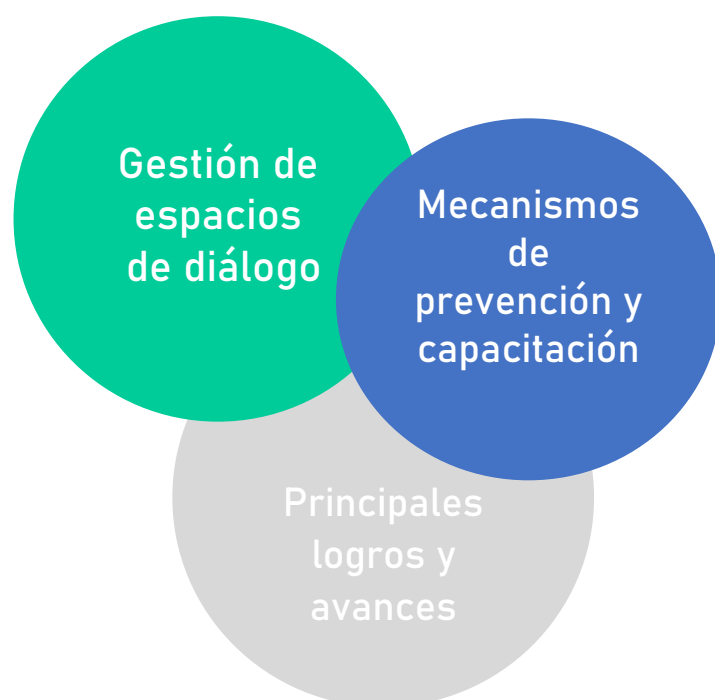 Gestión de
espacios
de diálogo
Mecanismos
de
prevención y
capacitación
Principales
logros y
avances